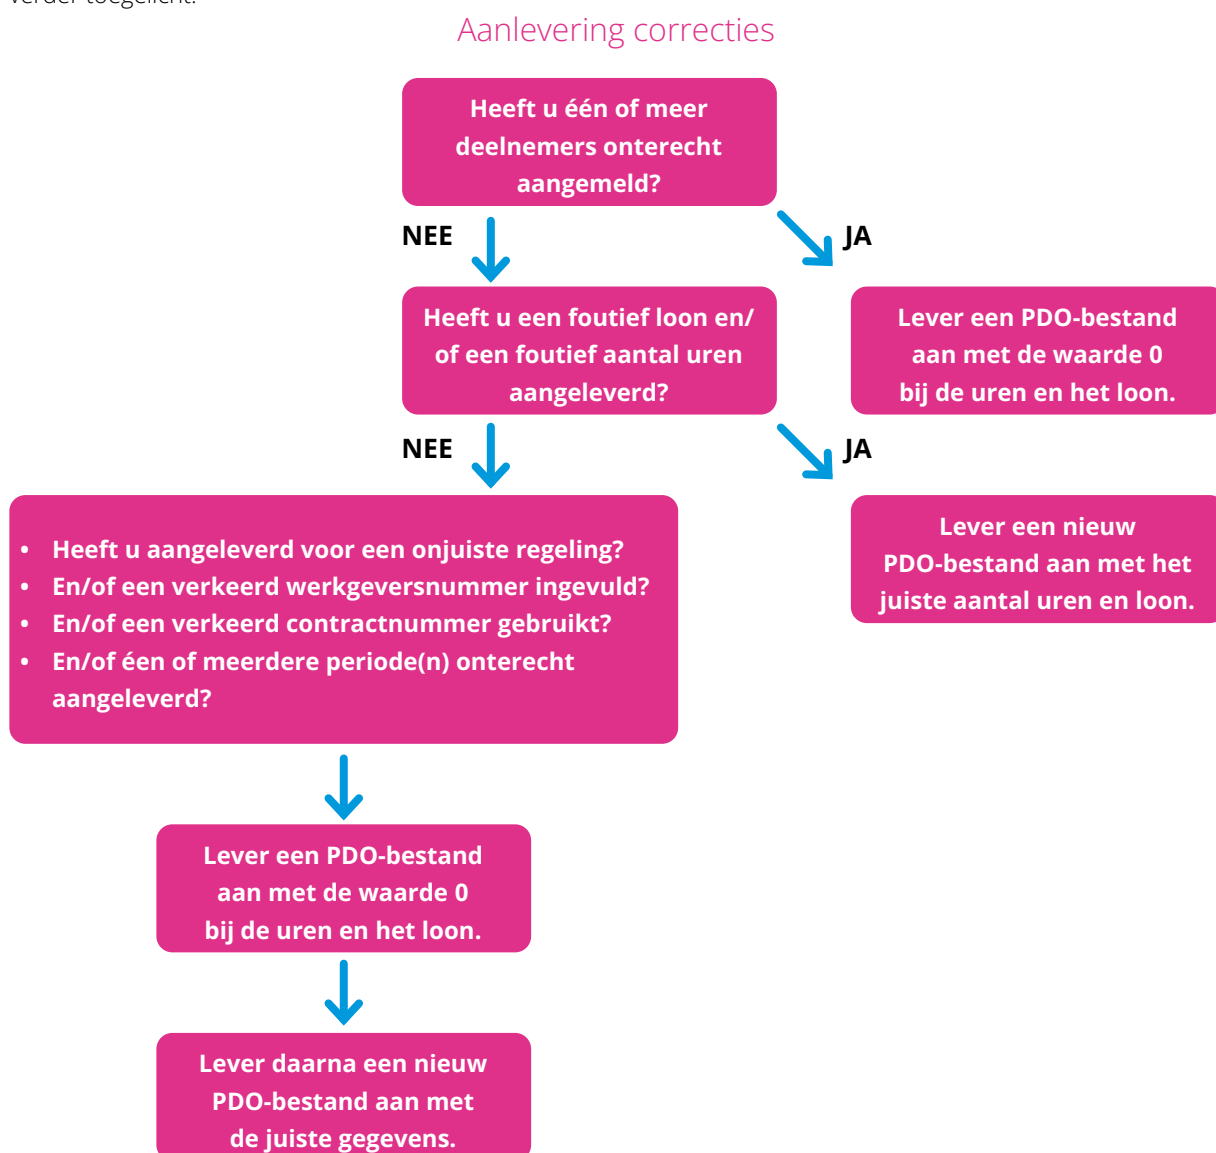 verder toegelicht.
Aanlevering correcties
Heeft u één of meer
deelnemers onterecht
aangemeld?
NEE
JA
Heeft u een foutief loon en/
of een foutief aantal uren
aangeleverd?
Lever een PDO-bestand
aan met de waarde 0
bij de uren en het loon.
NEE
JA
• Heeft u aangeleverd voor een onjuiste regeling?
• En/of een verkeerd werkgeversnummer ingevuld?
• En/of een verkeerd contractnummer gebruikt?
• En/of éen of meerdere periode(n) onterecht
aangeleverd?
Lever een nieuw
PDO-bestand aan met het
juiste aantal uren en loon.
Lever een PDO-bestand
aan met de waarde 0
bij de uren en het loon.
Lever daarna een nieuw
PDO-bestand aan met
de juiste gegevens.